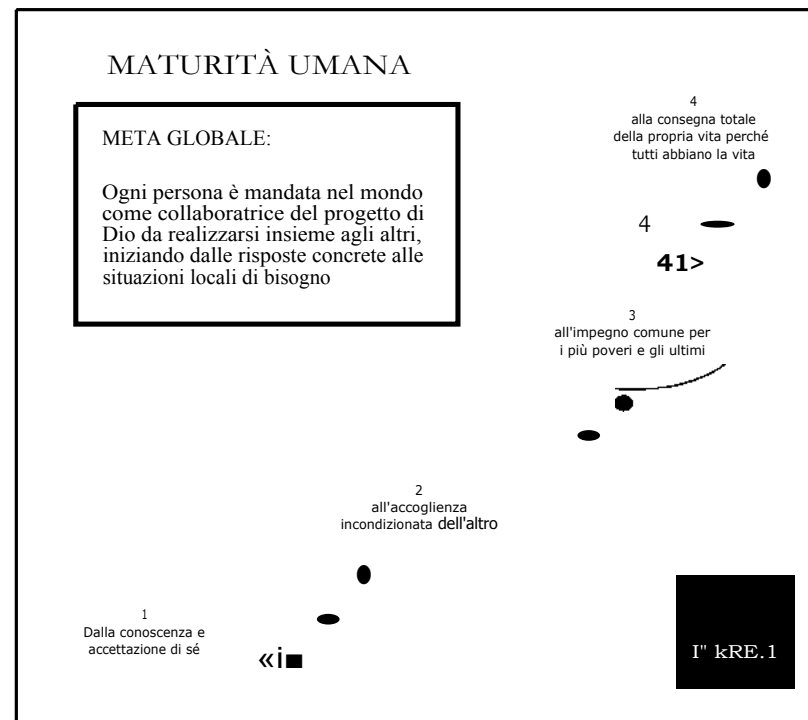 MATURITÀ UMANA
META GLOBALE:
Ogni persona è mandata nel mondo
come collaboratrice del progetto di
Dio da realizzarsi insieme agli altri,
iniziando dalle risposte concrete alle
situazioni locali di bisogno
4
alla consegna totale
della propria vita perché
tutti abbiano la vita
4
41>
3
all'impegno comune per
i più poveri e gli ultimi
2
all'accoglienza
incondizionata dell'altro
1
Dalla conoscenza e
accettazione di sé
«i■
I" kRE.1